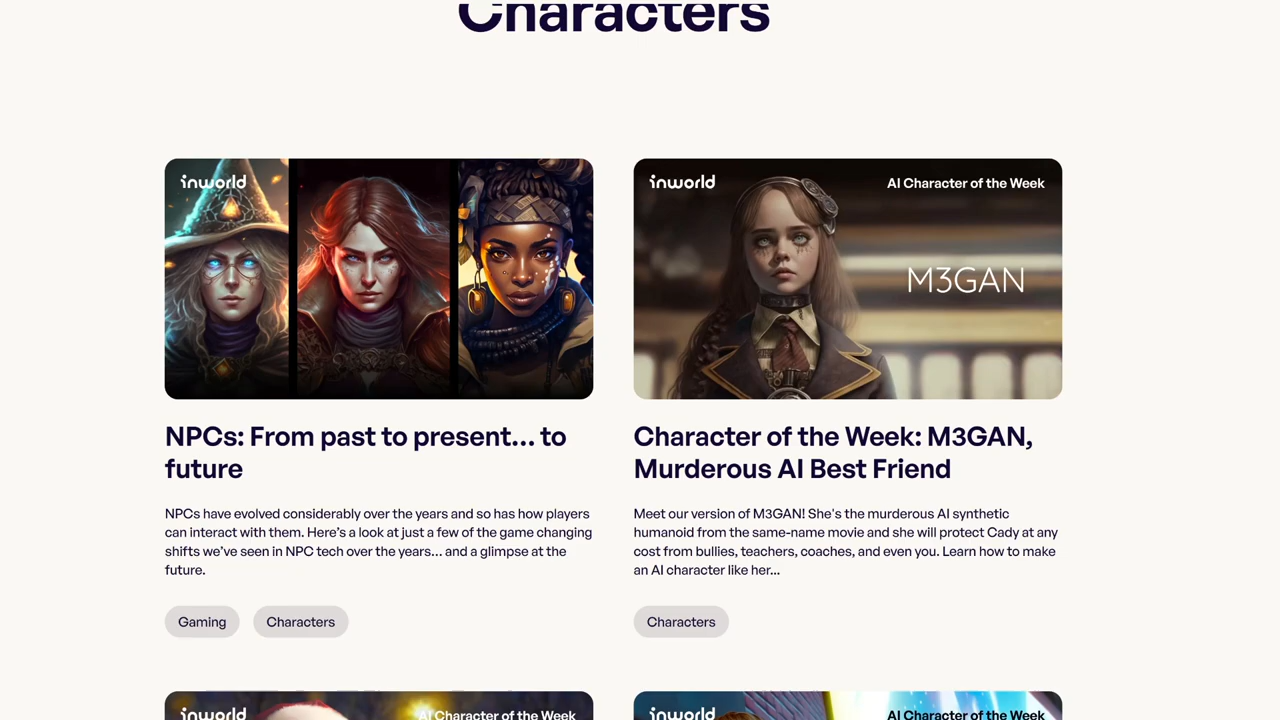 Characters
inworld
inworld
AI Character of the Week
M3GAN
NPCs: From past to present... to
future
NPCs have evolved considerably over the years and so has how players
can interact with them. Here’s a look at just a few of the game changing
shifts we’ve seen in NPC tech over the years... and a glimpse at the
future.
Gaming
Characters
Character of the Week: M3GAN,
Murderous AI Best Friend
Meet our version of M3GAN! She's the murderous AI synthetic
humanoid from the same-name movie and she will protect Cady at any
cost from bullies, teachers, coaches, and even you. Learn how to make
an AI character like her...
Characters
inworld
AI Character of the Week
inworld
AI Character of the Week